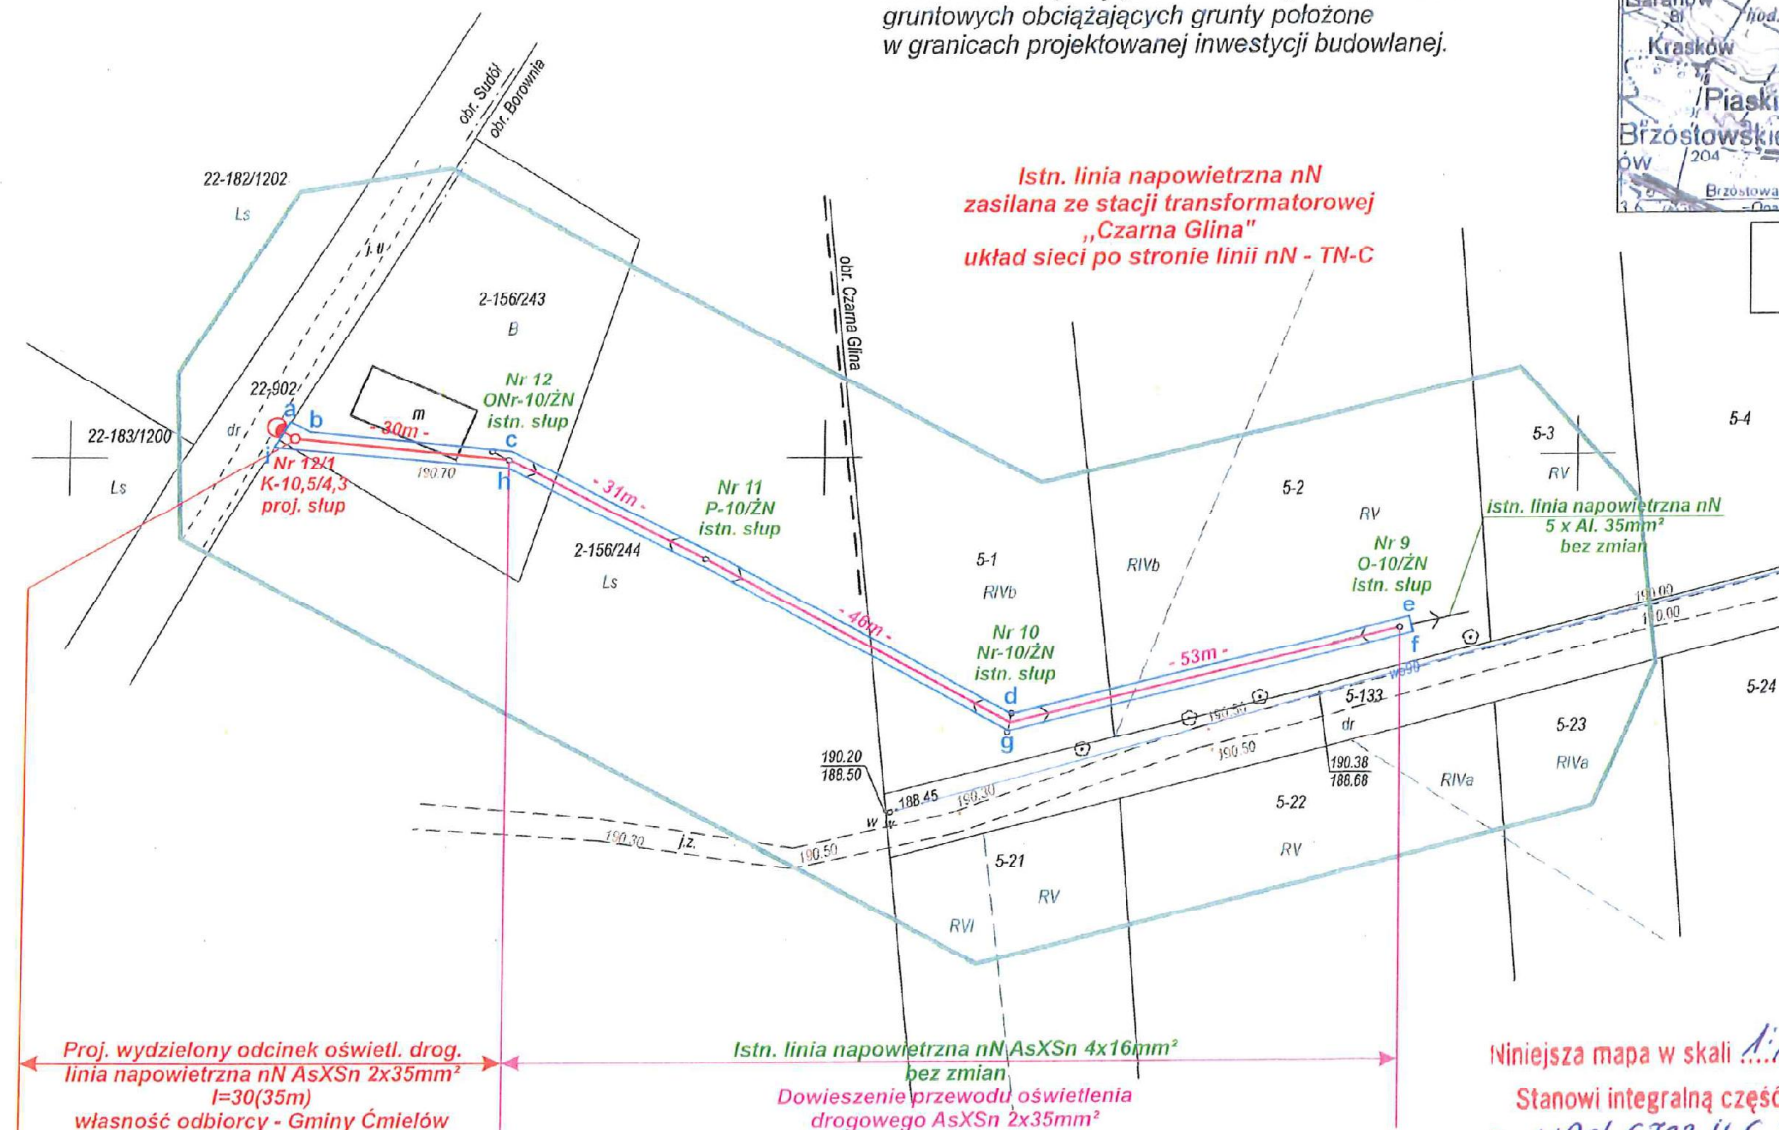 gruntowych obciążających grunty położone
w granicach projektowanej inwestycji budowlanej.
Krasków
Piaski
Brzóstowskie
ów
204
obr. Sudół
obr. Borownia
22-182/1202
Ls
j. u
2-156/243
B
obr. Czarna Glina
Istn. linia napowietrzna nN
zasilana ze stacji transformatorowej
,,Czarna Glina"
układ sieci po stronie linii nN - TN-C
22-902
a
b
m
- 30m -
Nr 12
ONr-10/ŻN
istn. słup
c
h
22-183/1200
Ls
dr
i
Nr 12/1
K-10,5/4,3
proj. słup
190.70
- 31m -
Nr 11
P-10/ŻN
istn. słup
2-156/244
Ls
- 46m -
5-1
RIVb
RIVb
5-2
RV
5-3
RV
5-4
istn. linia napowietrzna nN
5 x Al. 35mm²
bez zmian
Nr 9
O-10/ŻN
istn. słup
e
f
Nr 10
Nr-10/ŻN
istn. słup
d
g
- 53m -
190.00
190.00
5-133
dr
5-24
5-23
RIVa
RIVa
190.50
190.50
190.38
188.68
190.20
188.50
188.45
190.30
w
5-22
RV
190.30
j.z.
190.50
5-21
RV
RVI
Proj. wydzielony odcinek oświetl. drog.
linia napowietrzna nN AsXSn 2x35mm²
l=30(35m)
własność odbiorcy - Gminy Ćmielów
Istn. linia napowietrzna nN AsXSn 4x16mm²
bez zmian
Dowieszenie przewodu oświetlenia
drogowego AsXSn 2x35mm²
Niniejsza mapa w skali
Stanowi integralną część